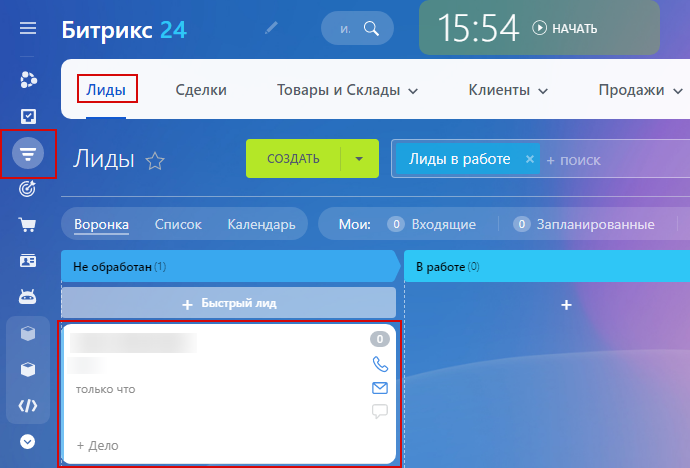 Битрикс 24
и.
15:54 НАЧАТЬ
Лиды Сделки Товары и Склады Клиенты Продажи
Лиды
СОЗДАТЬ
Лиды в работе × + поиск
Воронка Список Календарь
Мои: 0 Входящие 0 Запланированные
Не обработан (1)
В работе (0)
+ Быстрый лид
+
0
только что
+ Дело